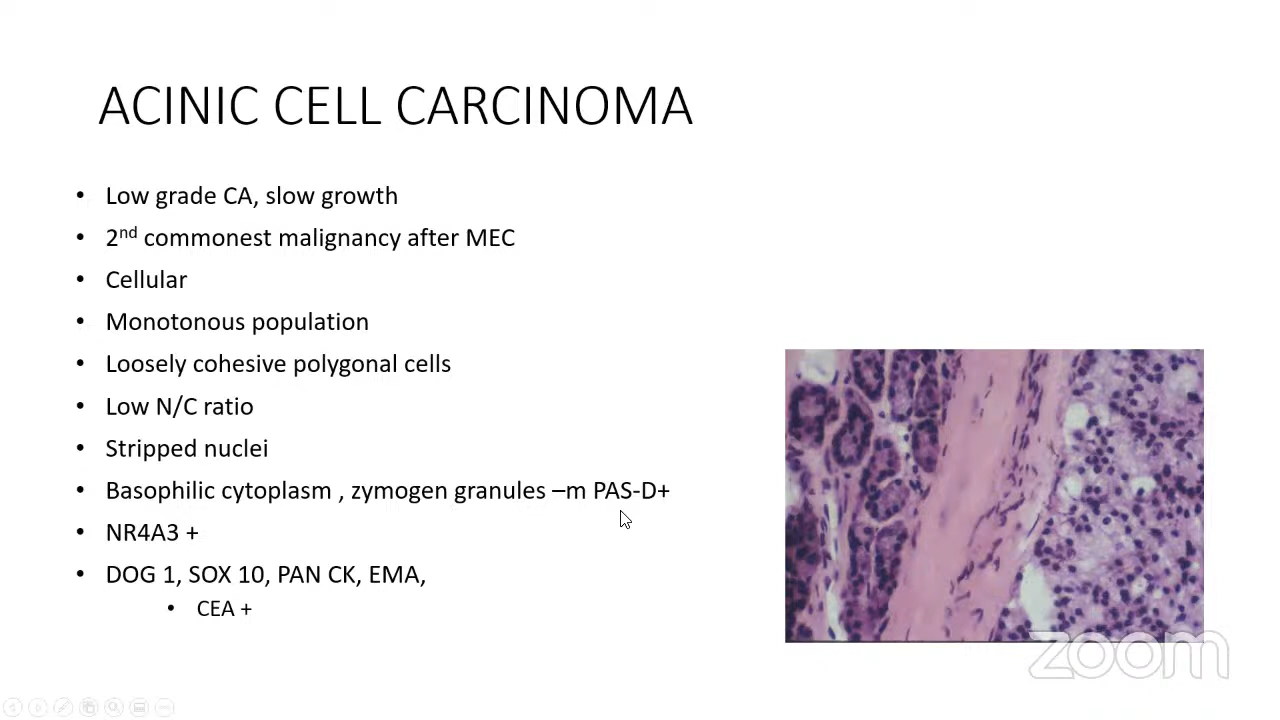 ACINIC CELL CARCINOMA
• Low grade CA, slow growth
• 2nd commonest malignancy after MEC
• Cellular
• Monotonous population
• Loosely cohesive polygonal cells
• Low N/C ratio
• Stripped nuclei
• Basophilic cytoplasm , zymogen granules –m PAS-D+
• NR4A3 +
• DOG 1, SOX 10, PAN CK, EMA,
• CEA +
zoom